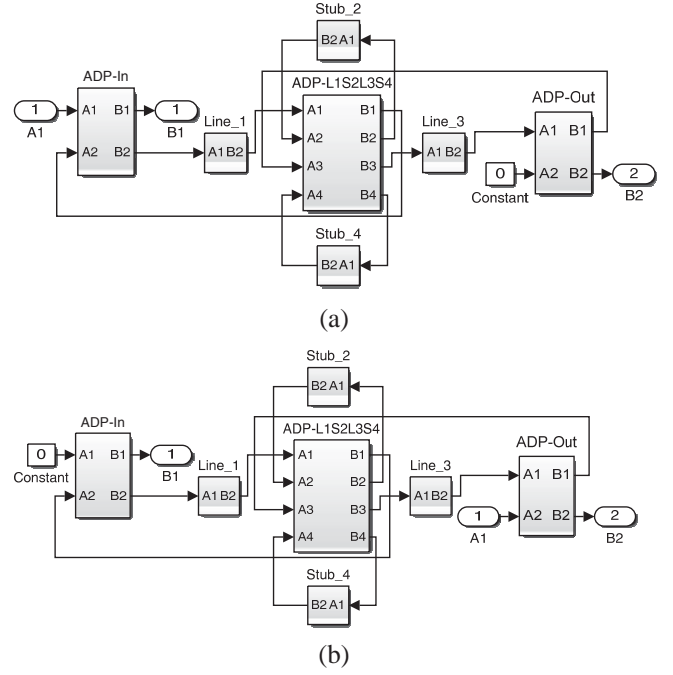 Stub_2
B2 A1
ADP-In
ADP-L1S2L3S4
ADP-Out
1
A1
A1 B1
A2 B2
1
B1
Line_1
A1 B2
A1 B1
A2 B2
A3 B3
A4 B4
Line_3
A1 B2
A1 B1
A2 B2
0
Constant
2
B2
Stub_4
B2 A1
(a)
Stub_2
B2 A1
ADP-In
ADP-L1S2L3S4
ADP-Out
0
Constant
A1 B1
A2 B2
1
B1
Line_1
A1 B2
A1 B1
A2 B2
A3 B3
A4 B4
Line_3
A1 B2
1
A1
A1 B1
A2 B2
2
B2
Stub_4
B2 A1
(b)